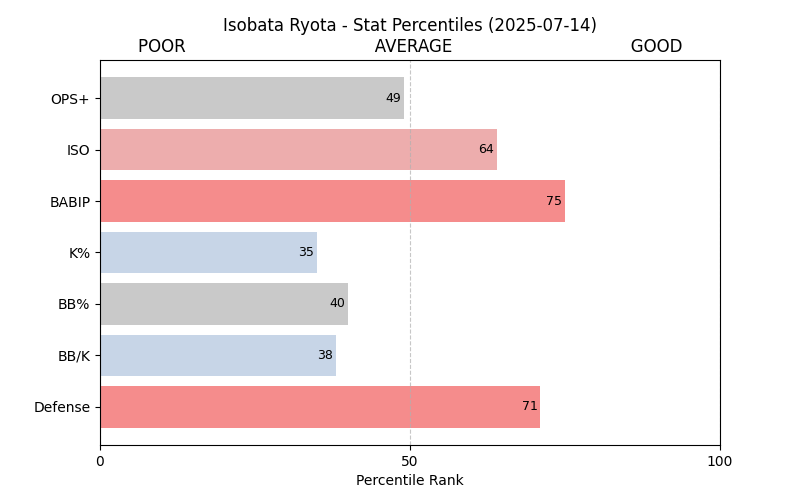 Isobata Ryota - Stat Percentiles (2025-07-14)
POOR AVERAGE GOOD
OPS+ 49
ISO 64
BABIP 75
K% 35
BB% 40
BB/K 38
Defense 71
0 50 100
Percentile Rank